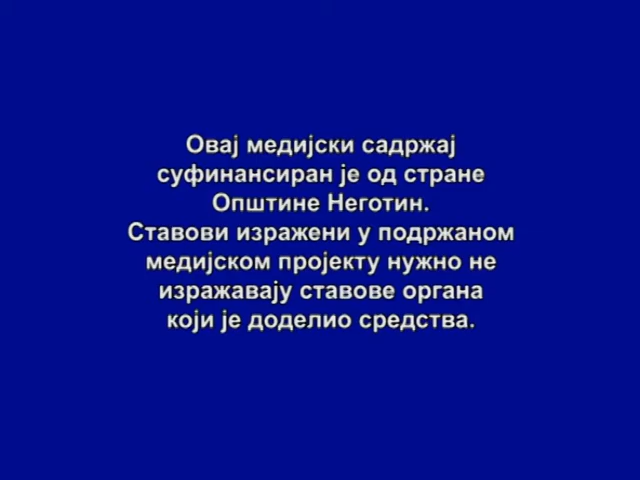 Овај медијски садржај
суфинансиран је од стране
Општине Неготин.
Ставови изражени у подржаном
медијском пројекту нужно не
изражавају ставове органа
који је доделио средства.